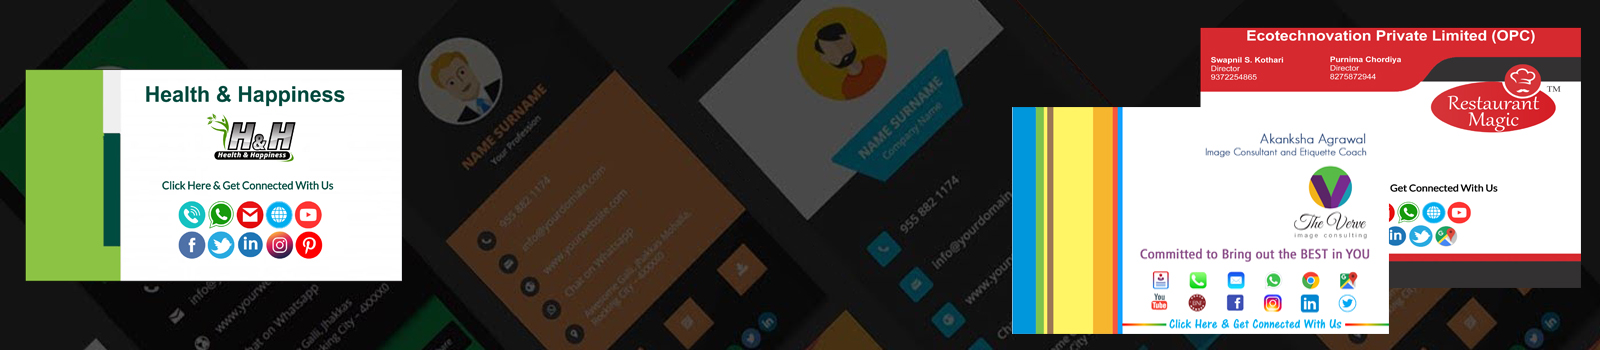 Health & Happiness
H&H
Health & Happiness
Click Here & Get Connected With Us
NAME SURNAME
Your Profession
955 882 1174
info@yourdomain.com
www.yourwebsite.com
Chat on Whatsapp
NAME SURNAME
Company Name
955 882 1174
info@yourdomain
Akanksha Agrawal
Image Consultant and Etiquette Coach
The Verve
image consulting
Committed to Bring out the BEST in YOU
You
Tube
Click Here & Get Connected With Us
Ecotechnovation Private Limited (OPC)
Swapnil S. Kothari
Director
9372254865
Purnima Chordiya
Director
8275872944
Restaurant
Magic
TM
Get Connected With Us